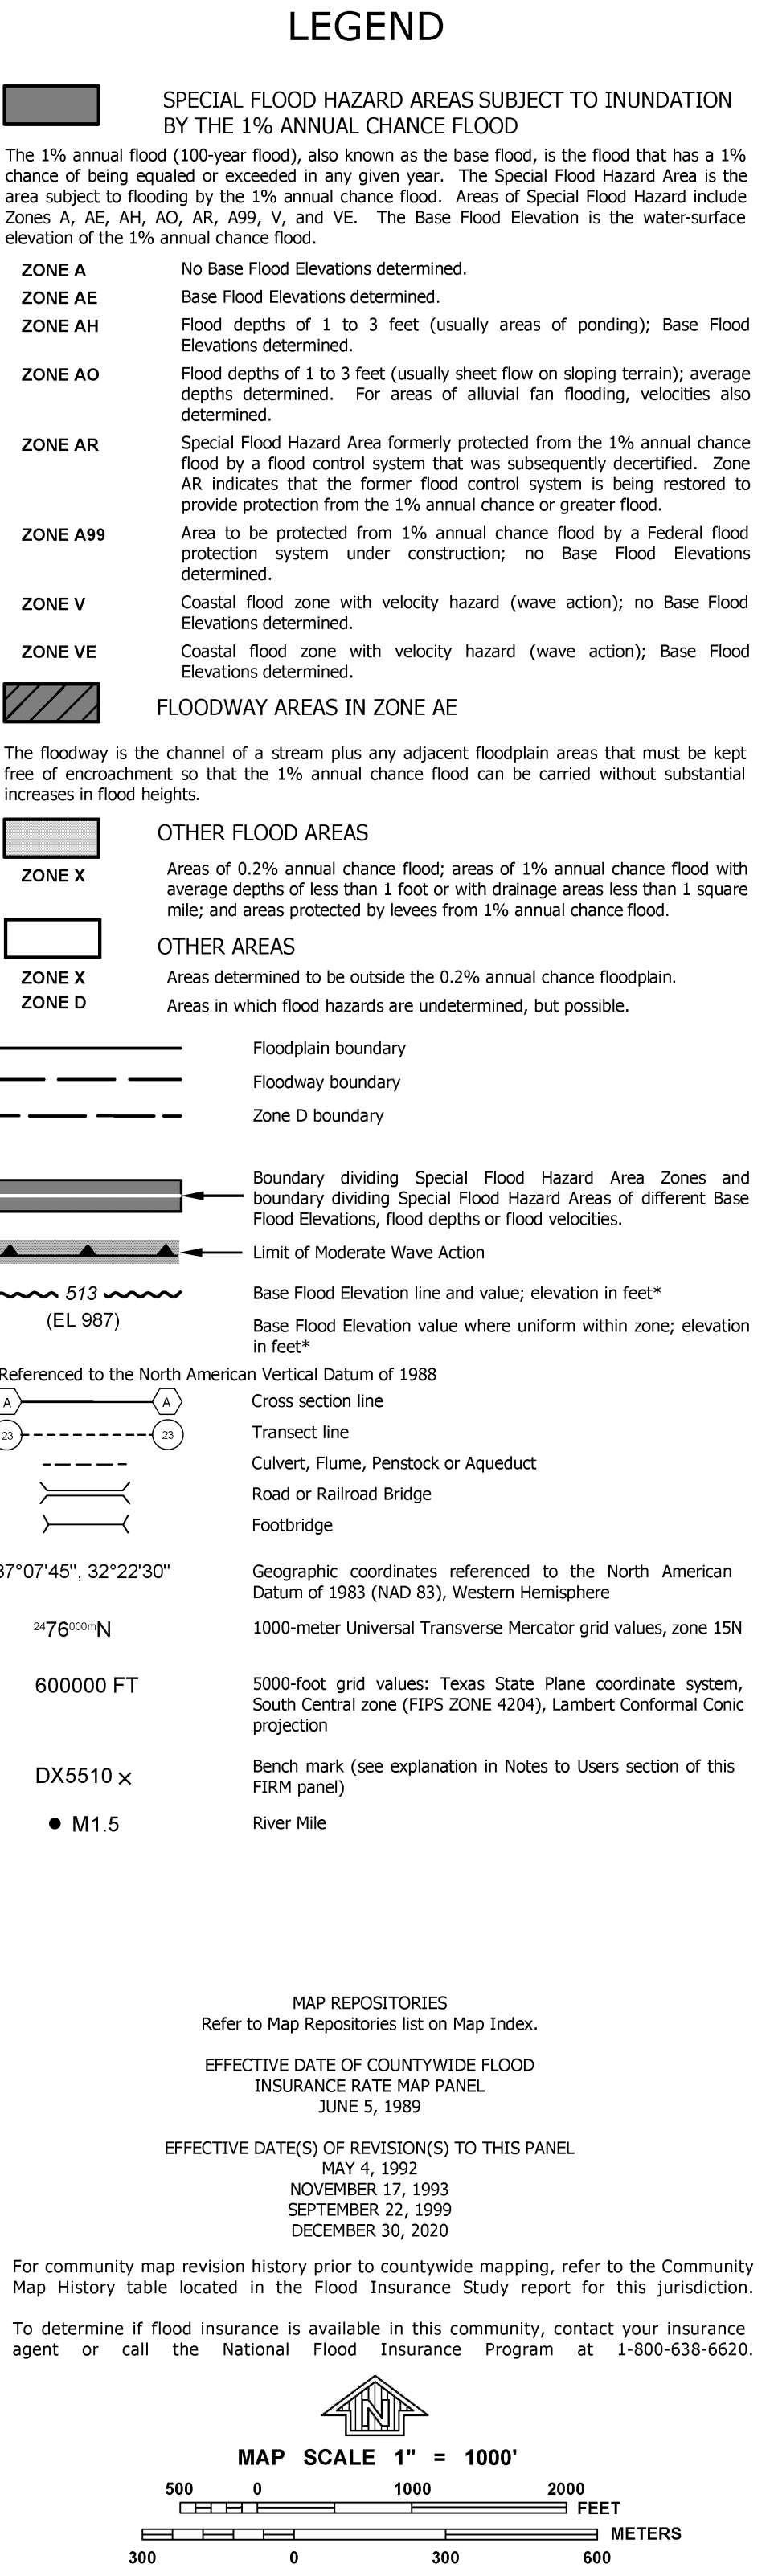 LEGEND
SPECIAL FLOOD HAZARD AREAS SUBJECT TO INUNDATION
BY THE 1% ANNUAL CHANCE FLOOD
The 1% annual flood (100-year flood), also known as the base flood, is the flood that has a 1%
chance of being equaled or exceeded in any given year. The Special Flood Hazard Area is the
area subject to flooding by the 1% annual chance flood. Areas of Special Flood Hazard include
Zones A, AE, AH, AO, AR, A99, V, and VE. The Base Flood Elevation is the water-surface
elevation of the 1% annual chance flood.
ZONE A No Base Flood Elevations determined.
ZONE AE Base Flood Elevations determined.
ZONE AH Flood depths of 1 to 3 feet (usually areas of ponding); Base Flood
Elevations determined.
ZONE AO Flood depths of 1 to 3 feet (usually sheet flow on sloping terrain); average
depths determined. For areas of alluvial fan flooding, velocities also
determined.
ZONE AR Special Flood Hazard Area formerly protected from the 1% annual chance
flood by a flood control system that was subsequently decertified. Zone
AR indicates that the former flood control system is being restored to
provide protection from the 1% annual chance or greater flood.
ZONE A99 Area to be protected from 1% annual chance flood by a Federal flood
protection system under construction; no Base Flood Elevations
determined.
ZONE V Coastal flood zone with velocity hazard (wave action); no Base Flood
Elevations determined.
ZONE VE Coastal flood zone with velocity hazard (wave action); Base Flood
Elevations determined.
FLOODWAY AREAS IN ZONE AE
The floodway is the channel of a stream plus any adjacent floodplain areas that must be kept
free of encroachment so that the 1% annual chance flood can be carried without substantial
increases in flood heights.
OTHER FLOOD AREAS
ZONE X Areas of 0.2% annual chance flood; areas of 1% annual chance flood with
average depths of less than 1 foot or with drainage areas less than 1 square
mile; and areas protected by levees from 1% annual chance flood.
OTHER AREAS
ZONE X Areas determined to be outside the 0.2% annual chance floodplain.
ZONE D Areas in which flood hazards are undetermined, but possible.
Floodplain boundary
Floodway boundary
Zone D boundary
Boundary dividing Special Flood Hazard Area Zones and
boundary dividing Special Flood Hazard Areas of different Base
Flood Elevations, flood depths or flood velocities.
Limit of Moderate Wave Action
513 Base Flood Elevation line and value; elevation in feet*
(EL 987) Base Flood Elevation value where uniform within zone; elevation
in feet*
Referenced to the North American Vertical Datum of 1988
A A Cross section line
23 23 Transect line
Culvert, Flume, Penstock or Aqueduct
Road or Railroad Bridge
Footbridge
37°07'45", 32°22'30" Geographic coordinates referenced to the North American
Datum of 1983 (NAD 83), Western Hemisphere
2476000mN 1000-meter Universal Transverse Mercator grid values, zone 15N
600000 FT 5000-foot grid values: Texas State Plane coordinate system,
South Central zone (FIPS ZONE 4204), Lambert Conformal Conic
projection
DX5510 x Bench mark (see explanation in Notes to Users section of this
FIRM panel)
● M1.5 River Mile
MAP REPOSITORIES
Refer to Map Repositories list on Map Index.
EFFECTIVE DATE OF COUNTYWIDE FLOOD
INSURANCE RATE MAP PANEL
JUNE 5, 1989
EFFECTIVE DATE(S) OF REVISION(S) TO THIS PANEL
MAY 4, 1992
NOVEMBER 17, 1993
SEPTEMBER 22, 1999
DECEMBER 30, 2020
For community map revision history prior to countywide mapping, refer to the Community
Map History table located in the Flood Insurance Study report for this jurisdiction.
To determine if flood insurance is available in this community, contact your insurance
agent or call the National Flood Insurance Program at 1-800-638-6620.
N
MAP SCALE 1" = 1000'
500 0 1000 2000
FEET
METERS
300 0 300 600